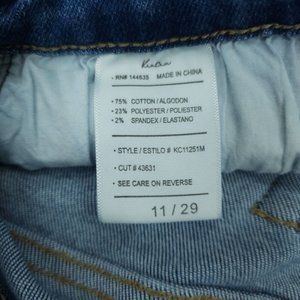 RN# 144635 MADE IN CHINA
• 75% COTTON / ALGODON
• 23% POLYESTER / POLIESTER
• 2% SPANDEX / ELASTANO
• STYLE / ESTILO # KC11251M
• CUT # 43631
• SEE CARE ON REVERSE
11 / 29